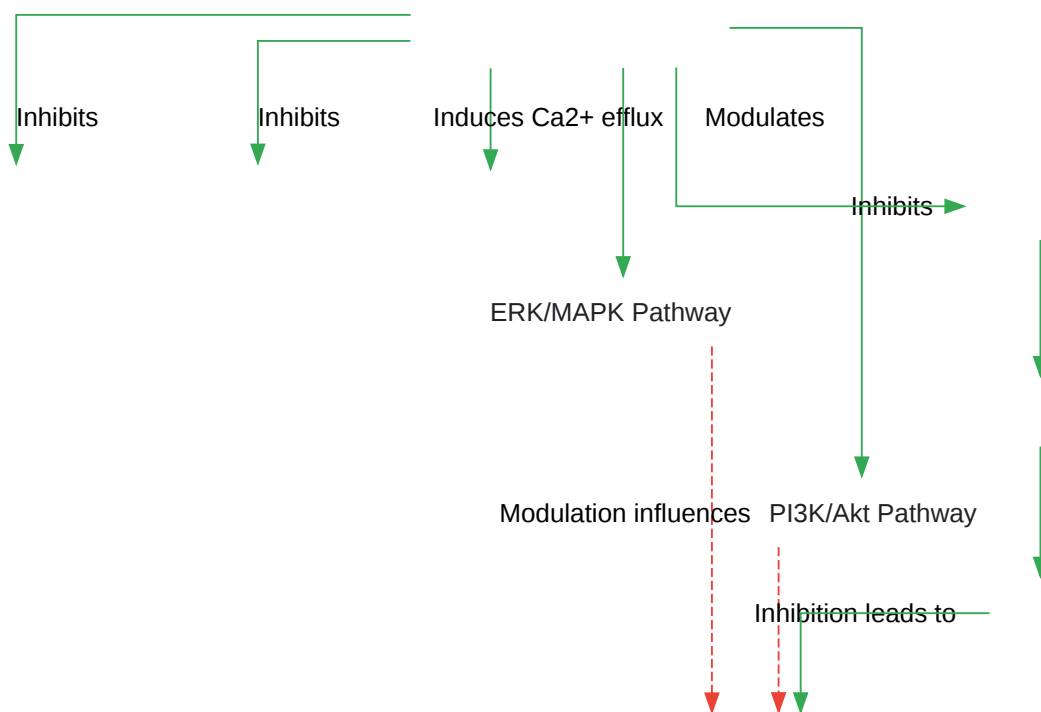 Inhibits
Inhibits
Induces Ca2+ efflux
Modulates
Inhibits
ERK/MAPK Pathway
Modulation influences
PI3K/Akt Pathway
Inhibition leads to